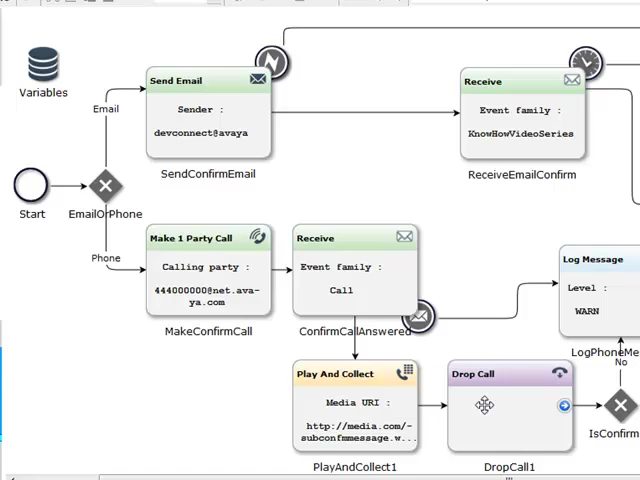 Variables
Start
EmailOrPhone
Email
Phone
Send Email
Sender :
devconnect@avaya
SendConfirmEmail
Receive
Event family :
KnowHowVideoSeries
ReceiveEmailConfirm
Make 1 Party Call
Calling party :
444000000@net.ava-
ya.com
MakeConfirmCall
Receive
Event family :
Call
ConfirmCallAnswered
Log Message
Level :
WARN
LogPhoneMe
No
Play And Collect
Media URI :
http://media.com/-
subconfmmessage.w...
PlayAndCollect1
Drop Call
DropCall1
IsConfirm